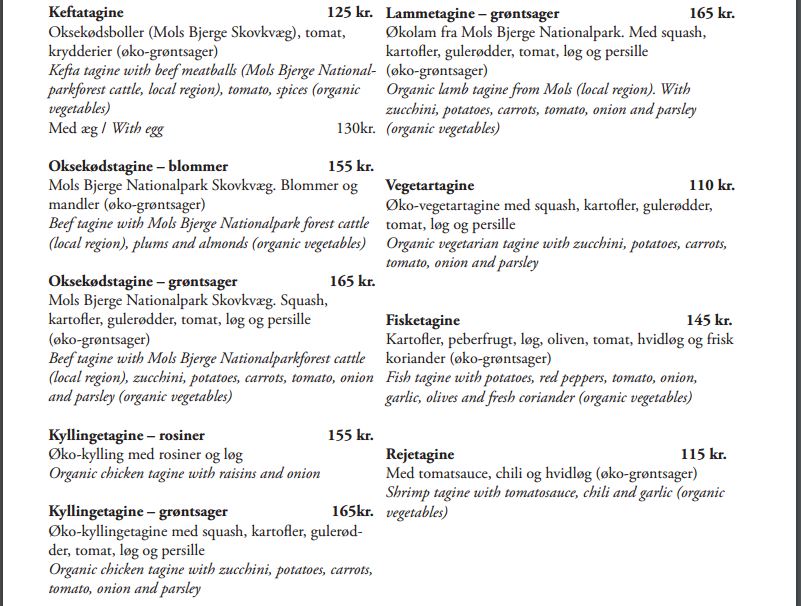 Keftatagine 125 kr.
Oksekødsboller (Mols Bjerge Skovkvæg), tomat,
krydderier (øko-grøntsager)
Kefta tagine with beef meatballs (Mols Bjerge National-
parkforest cattle, local region), tomato, spices (organic
vegetables)
Med æg / With egg 130kr.
Oksekødstagine – blommer 155 kr.
Mols Bjerge Nationalpark Skovkvæg. Blommer og
mandler (øko-grøntsager)
Beef tagine with Mols Bjerge Nationalpark forest cattle
(local region), plums and almonds (organic vegetables)
Oksekødstagine – grøntsager 165 kr.
Mols Bjerge Nationalpark Skovkvæg. Squash,
kartofler, gulerødder, tomat, løg og persille
(øko-grøntsager)
Beef tagine with Mols Bjerge Nationalparkforest cattle
(local region), zucchini, potatoes, carrots, tomato, onion
and parsley (organic vegetables)
Kyllingetagine – rosiner 155 kr.
Øko-kylling med rosiner og løg
Organic chicken tagine with raisins and onion
Kyllingetagine – grøntsager 165kr.
Øko-kyllingetagine med squash, kartofler, gulerød-
der, tomat, løg og persille
Organic chicken tagine with zucchini, potatoes, carrots,
tomato, onion and parsley
Lammetagine – grøntsager 165 kr.
Økolam fra Mols Bjerge Nationalpark. Med squash,
kartofler, gulerødder, tomat, løg og persille
(øko-grøntsager)
Organic lamb tagine from Mols (local region). With
zucchini, potatoes, carrots, tomato, onion and parsley
(organic vegetables)
Vegetartagine 110 kr.
Øko-vegetartagine med squash, kartofler, gulerødder,
tomat, løg og persille
Organic vegetarian tagine with zucchini, potatoes, carrots,
tomato, onion and parsley
Fisketagine 145 kr.
Kartofler, peberfrugt, løg, oliven, tomat, hvidløg og frisk
koriander (øko-grøntsager)
Fish tagine with potatoes, red peppers, tomato, onion,
garlic, olives and fresh coriander (organic vegetables)
Rejetagine 115 kr.
Med tomatsauce, chili og hvidløg (øko-grøntsager)
Shrimp tagine with tomatosauce, chili and garlic (organic
vegetables)